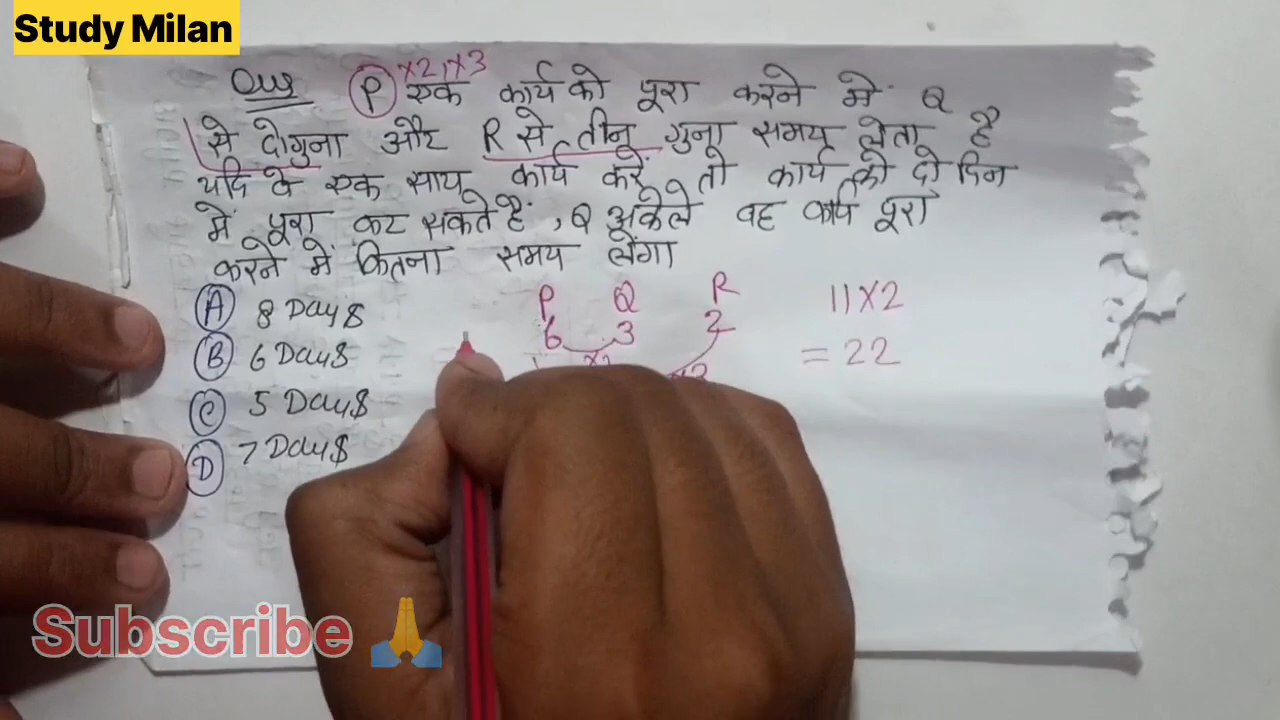 Study Milan
Que P ×2,×3 एक कार्य को पूरा करने में Q
से दोगुना और R से तीन गुना समय लेता है
यदि वे एक साथ कार्य करें तो कार्य को दो दिन
में पूरा कर सकते हैं , Q अकेले वह कार्य पूरा
करने में कितना समय लेगा
A 8 Days
B 6 Days
C 5 Days
D 7 Days
P Q R
6 3 2
×2
11×2
= 22
Subscribe 🙏